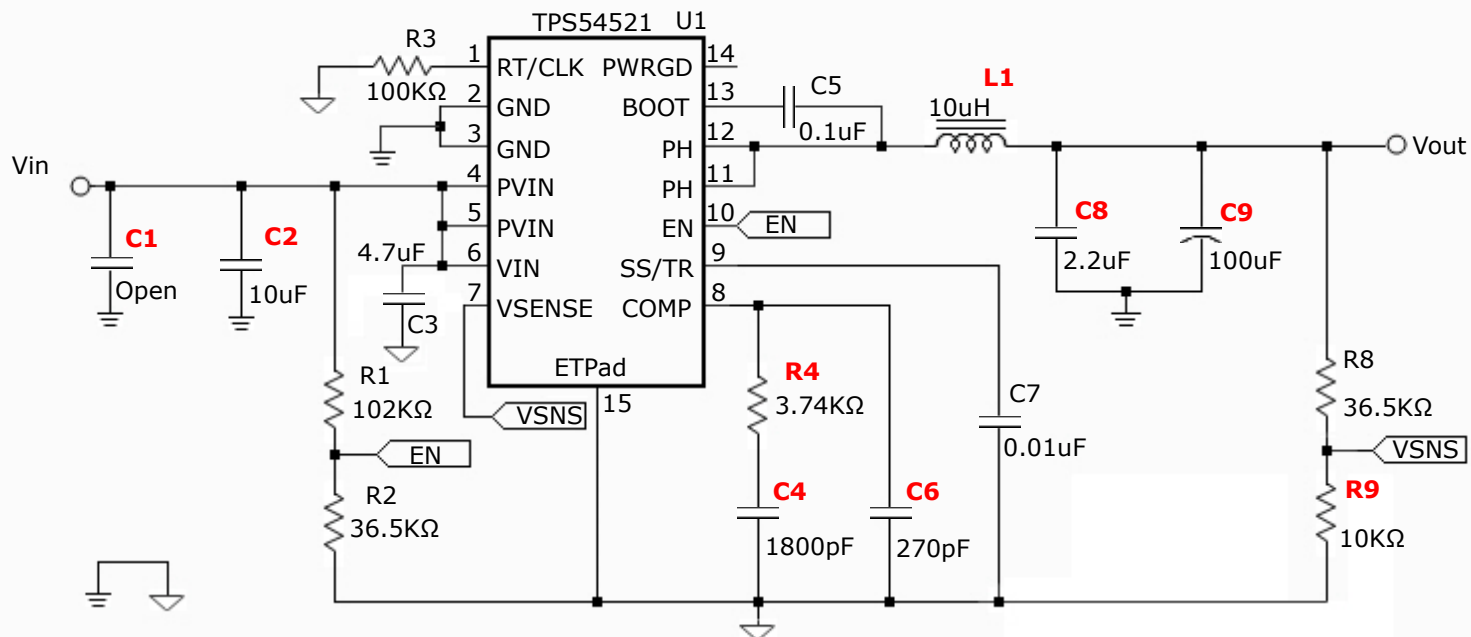 TPS54521 U1
R3
100KΩ
1 RT/CLK PWRGD 14
2 GND BOOT 13
3 GND PH 12
4 PVIN PH 11
5 PVIN EN 10
6 VIN SS/TR 9
7 VSENSE COMP 8
ETPad
15
Vin
C1
Open
C2
10uF
4.7uF
C3
R1
102KΩ
EN
R2
36.5KΩ
VSNS
C5
0.1uF
L1
10uH
Vout
EN
C8
2.2uF
C9
100uF
R4
3.74KΩ
C4
1800pF
C6
270pF
C7
0.01uF
R8
36.5KΩ
VSNS
R9
10KΩ